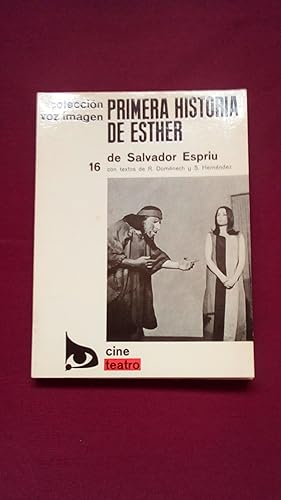 colección
voz imagen
PRIMERA HISTORIA
DE ESTHER
16
de Salvador Espriu
con textos de R. Doménech y S. Hernández
cine
teatro